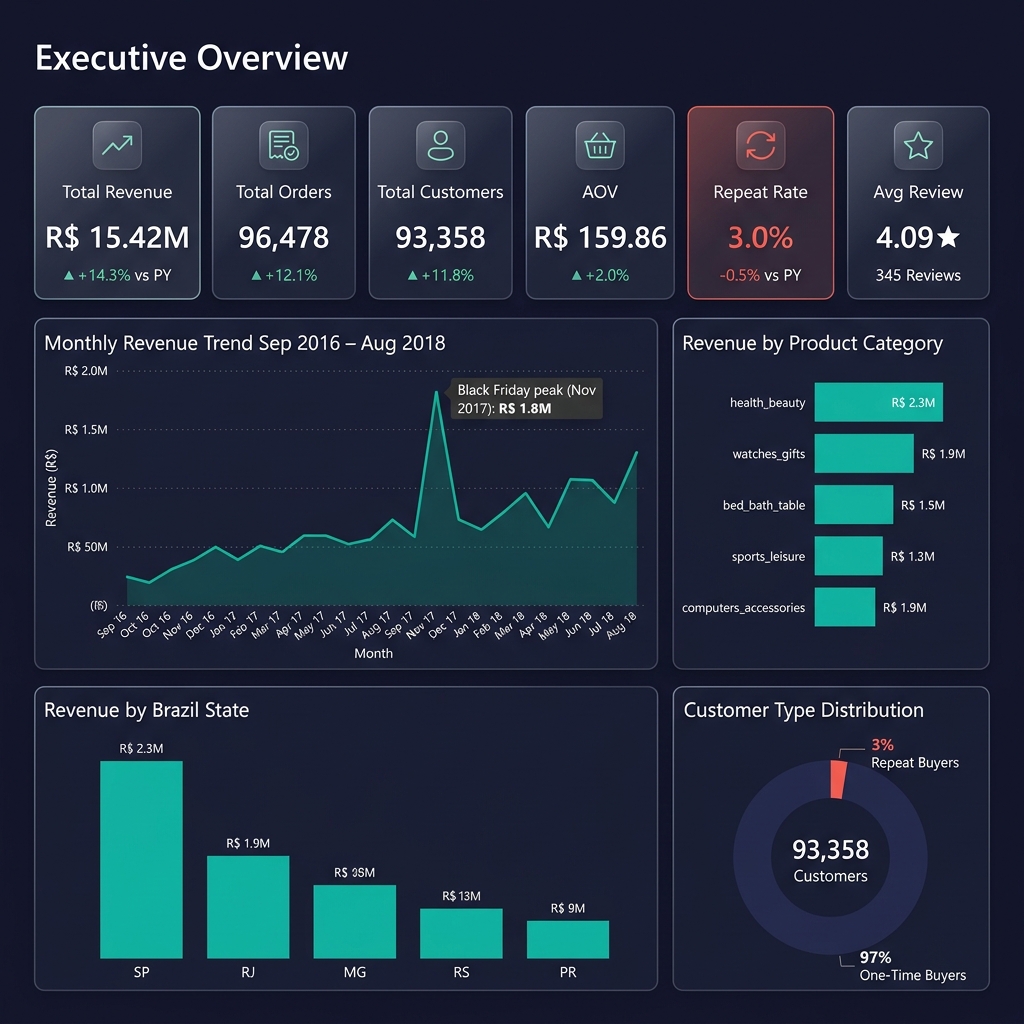 Executive Overview
Total Revenue
R$ 15.42M
▲ +14.3% vs PY
Total Orders
96,478
▲ +12.1%
Total Customers
93,358
▲ +11.8%
AOV
R$ 159.86
▲ +2.0%
Repeat Rate
3.0%
-0.5% vs PY
Avg Review
4.09★
345 Reviews
Monthly Revenue Trend Sep 2016 – Aug 2018
R$ 2.0M
R$ 1.5M
R$ 1.0M
R$ 50M
Revenue (R$)
Black Friday peak (Nov
2017): R$ 1.8M
Sep 16
Oct 16
Oct 16
Nov 16
Dec 16
Jan 17
Feb 17
Mar 17
Apr 17
May 17
Jun 17
Jul 17
Aug 17
Sep 17
Nov 17
Dec 17
Jan 18
Feb 18
Mar 18
Apr 18
May 18
Jun 18
Jul 18
Aug 18
Month
Revenue by Product Category
health_beauty R$ 2.3M
watches_gifts R$ 1.9M
bed_bath_table R$ 1.5M
sports_leisure R$ 1.3M
computers_accessories R$ 1.9M
Revenue by Brazil State
R$ 2.3M
R$ 1.9M
R$
R$ 13M
R$ 9M
SP
RJ
MG
RS
PR
Customer Type Distribution
3%
Repeat Buyers
93,358
Customers
97%
One-Time Buyers